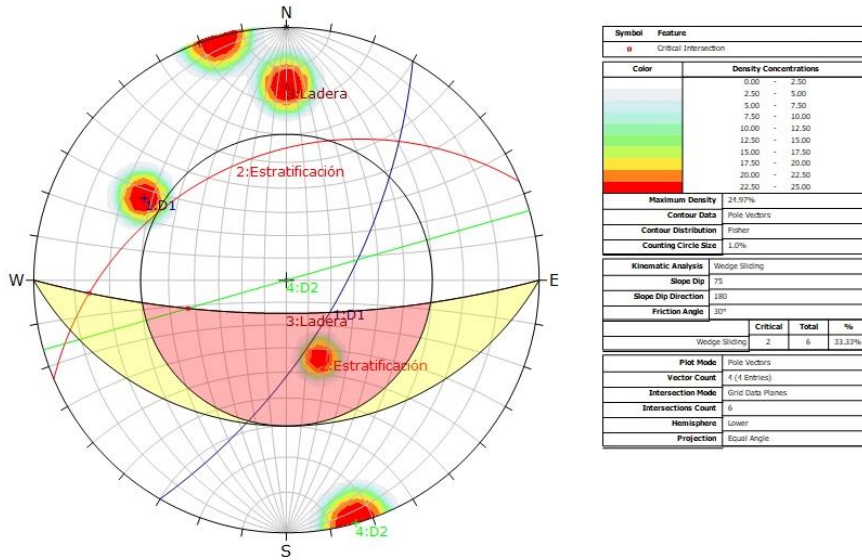 N
3:Ladera
2:Estratificación
1:D1
W
E
4:D2
1:D1
3:Ladera
2:Estratificación
4:D2
S
Symbol Feature
Critical Intersection
Color Density Concentrations
0.00 - 2.50
2.50 - 5.00
5.00 - 7.50
7.50 - 10.00
10.00 - 12.50
12.50 - 15.00
15.00 - 17.50
17.50 - 20.00
20.00 - 22.50
22.50 - 25.00
Maximum Density 24.97%
Contour Data Pole Vectors
Contour Distribution Fisher
Counting Circle Size 1.0%
Kinematic Analysis Wedge Sliding
Slope Dip 75
Slope Dip Direction 180
Friction Angle 30°
Critical Total %
Wedge Sliding 2 6 33.33%
Plot Mode Pole Vectors
Vector Count 4 (4 Entries)
Intersection Mode Grid Data Planes
Intersections Count 6
Hemisphere Lower
Projection Equal Angle